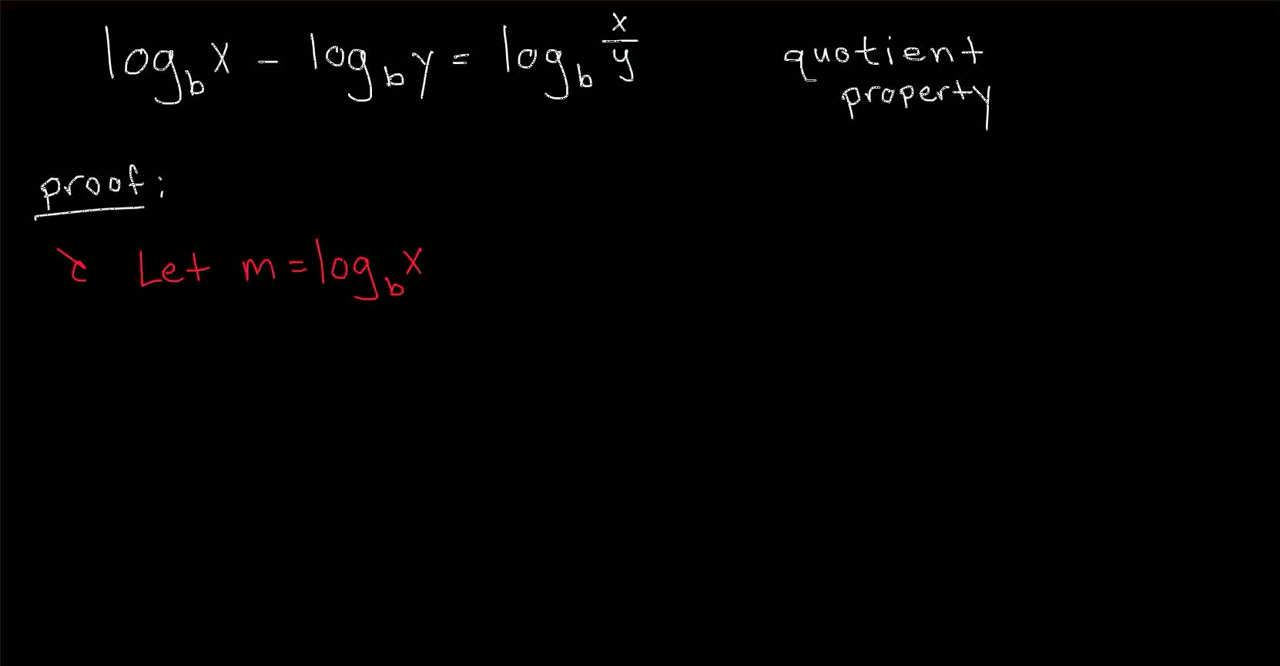 log_b x - log_b y = log_b x/y quotient
property
proof:
Let m = log_b x